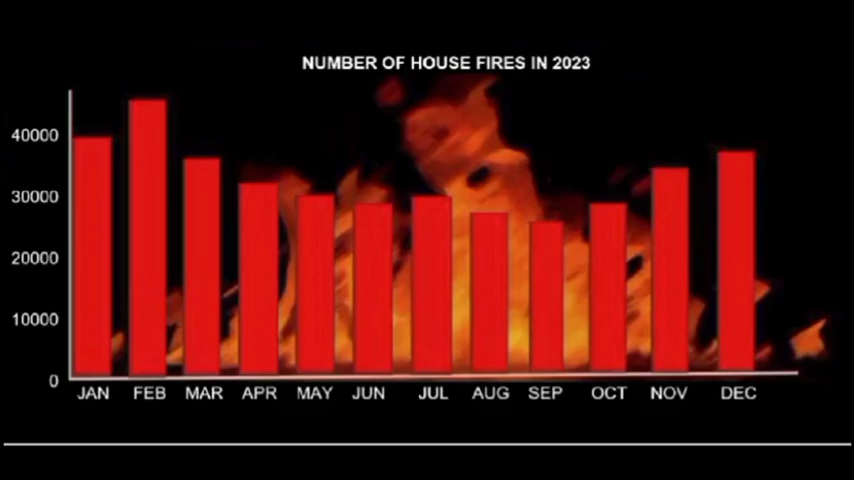 NUMBER OF HOUSE FIRES IN 2023
40000
30000
20000
10000
0
JAN FEB MAR APR MAY JUN JUL AUG SEP OCT NOV DEC